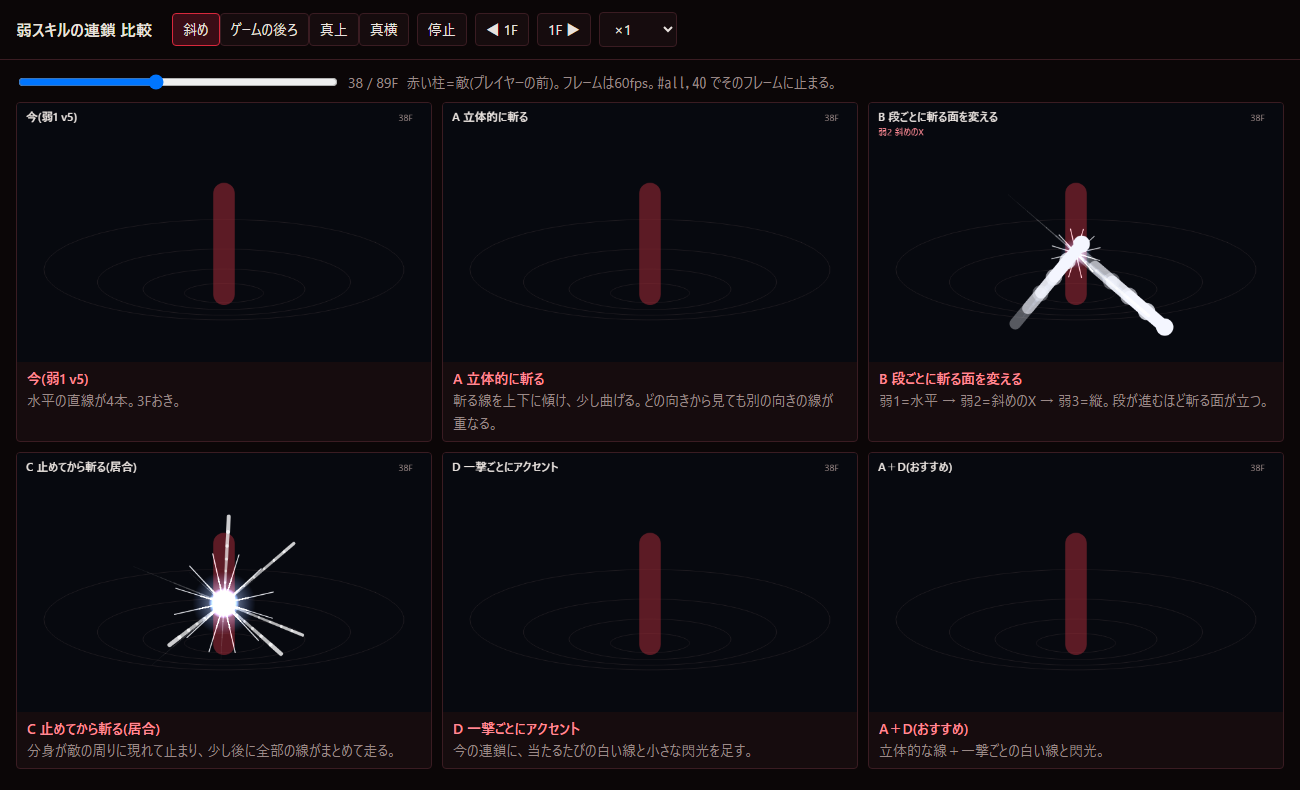 弱スキルの連鎖 比較 斜め ゲームの後ろ 真上 真横 停止 ◀ 1F 1F ▶ ×1
38 / 89F 赤い柱=敵(プレイヤーの前)。フレームは60fps。#all,40 でそのフレームに止まる。
今(弱1 v5) 38F
今(弱1 v5)
水平の直線が4本。3Fおき。
A 立体的に斬る 38F
A 立体的に斬る
斬る線を上下に傾け、少し曲げる。どの向きから見ても別の向きの線が
重なる。
B 段ごとに斬る面を変える 38F
弱2 斜めのX
B 段ごとに斬る面を変える
弱1=水平 → 弱2=斜めのX → 弱3=縦。段が進むほど斬る面が立つ。
C 止めてから斬る(居合) 38F
C 止めてから斬る(居合)
分身が敵の周りに現れて止まり、少し後に全部の線がまとめて走る。
D 一撃ごとにアクセント 38F
D 一撃ごとにアクセント
今の連鎖に、当たるたびの白い線と小さな閃光を足す。
A+D(おすすめ) 38F
A+D(おすすめ)
立体的な線+一撃ごとの白い線と閃光。